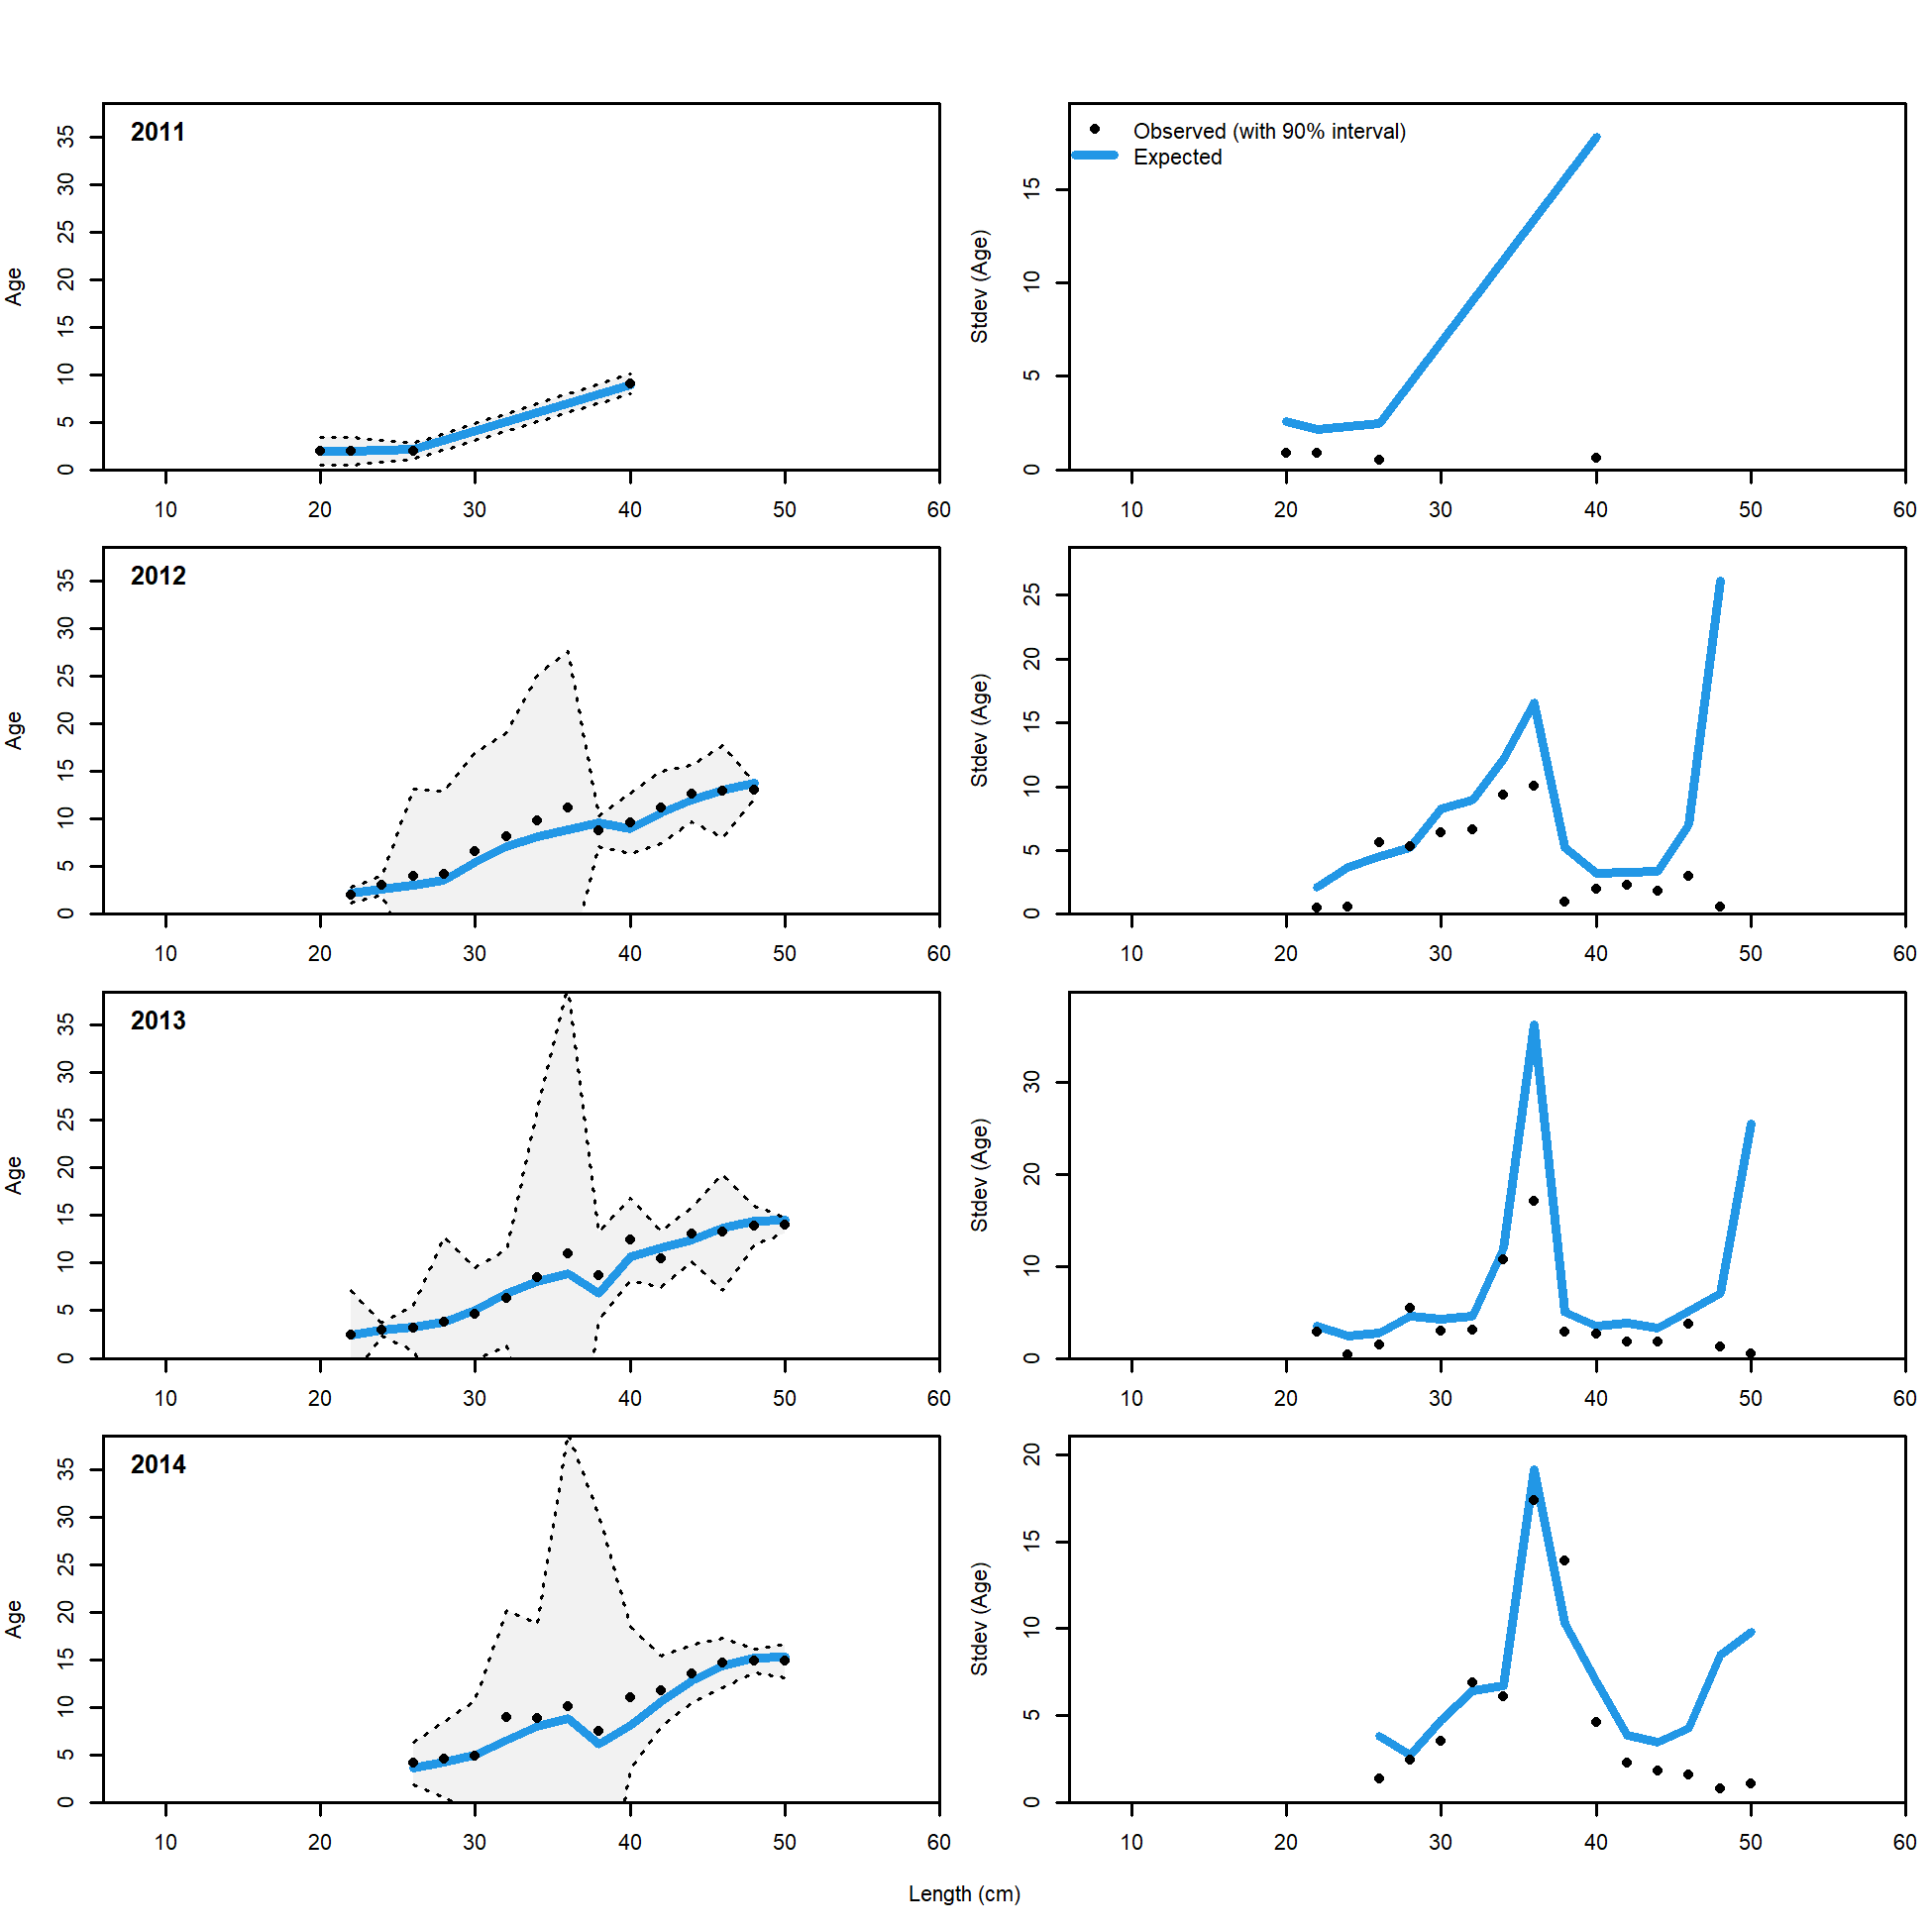 2011
Age
0 5 10 15 20 25 30 35
10 20 30 40 50 60
Observed (with 90% interval)
Expected
Stdev (Age)
0 5 10 15
10 20 30 40 50 60
2012
Age
0 5 10 15 20 25 30 35
10 20 30 40 50 60
Stdev (Age)
0 5 10 15 20 25
10 20 30 40 50 60
2013
Age
0 5 10 15 20 25 30 35
10 20 30 40 50 60
Stdev (Age)
0 10 20 30
10 20 30 40 50 60
2014
Age
0 5 10 15 20 25 30 35
10 20 30 40 50 60
Stdev (Age)
0 5 10 15 20
10 20 30 40 50 60
Length (cm)